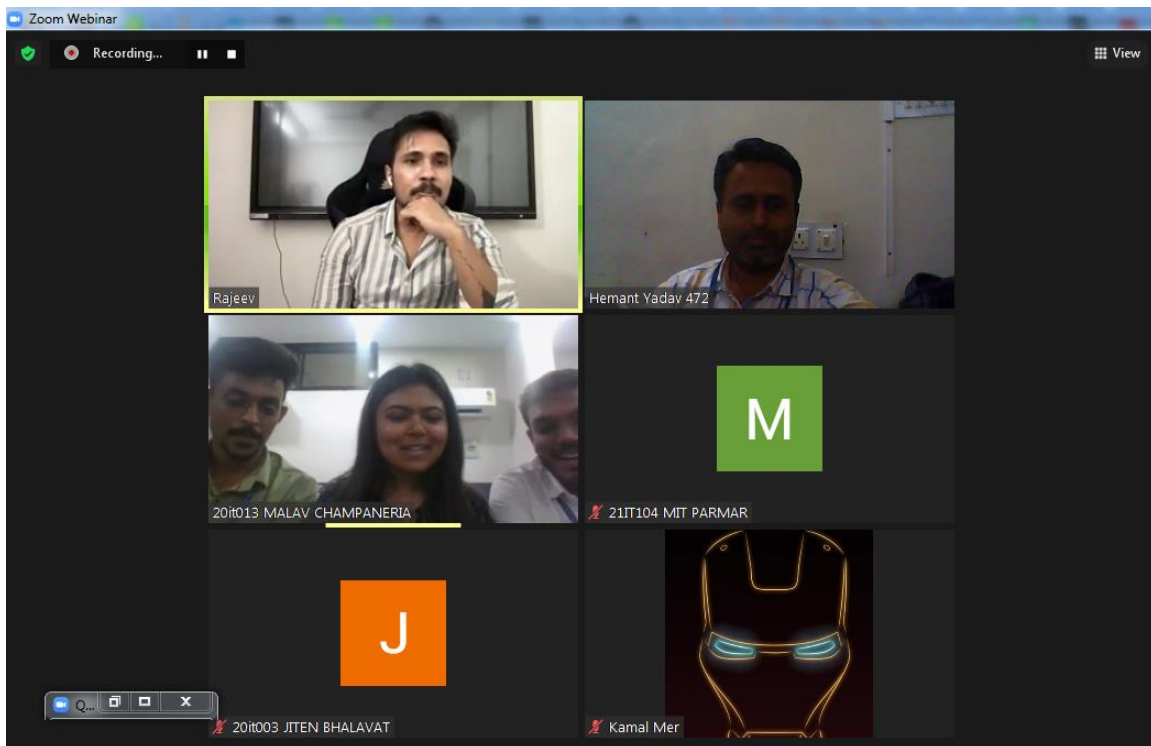 Zoom Webinar
Recording...
View
Rajeev
Hemant Yadav 472
20it013 MALAV CHAMPANERIA
M
21IT104 MIT PARMAR
J
Q...
20it003 JITEN BHALAVAT
Kamal Mer